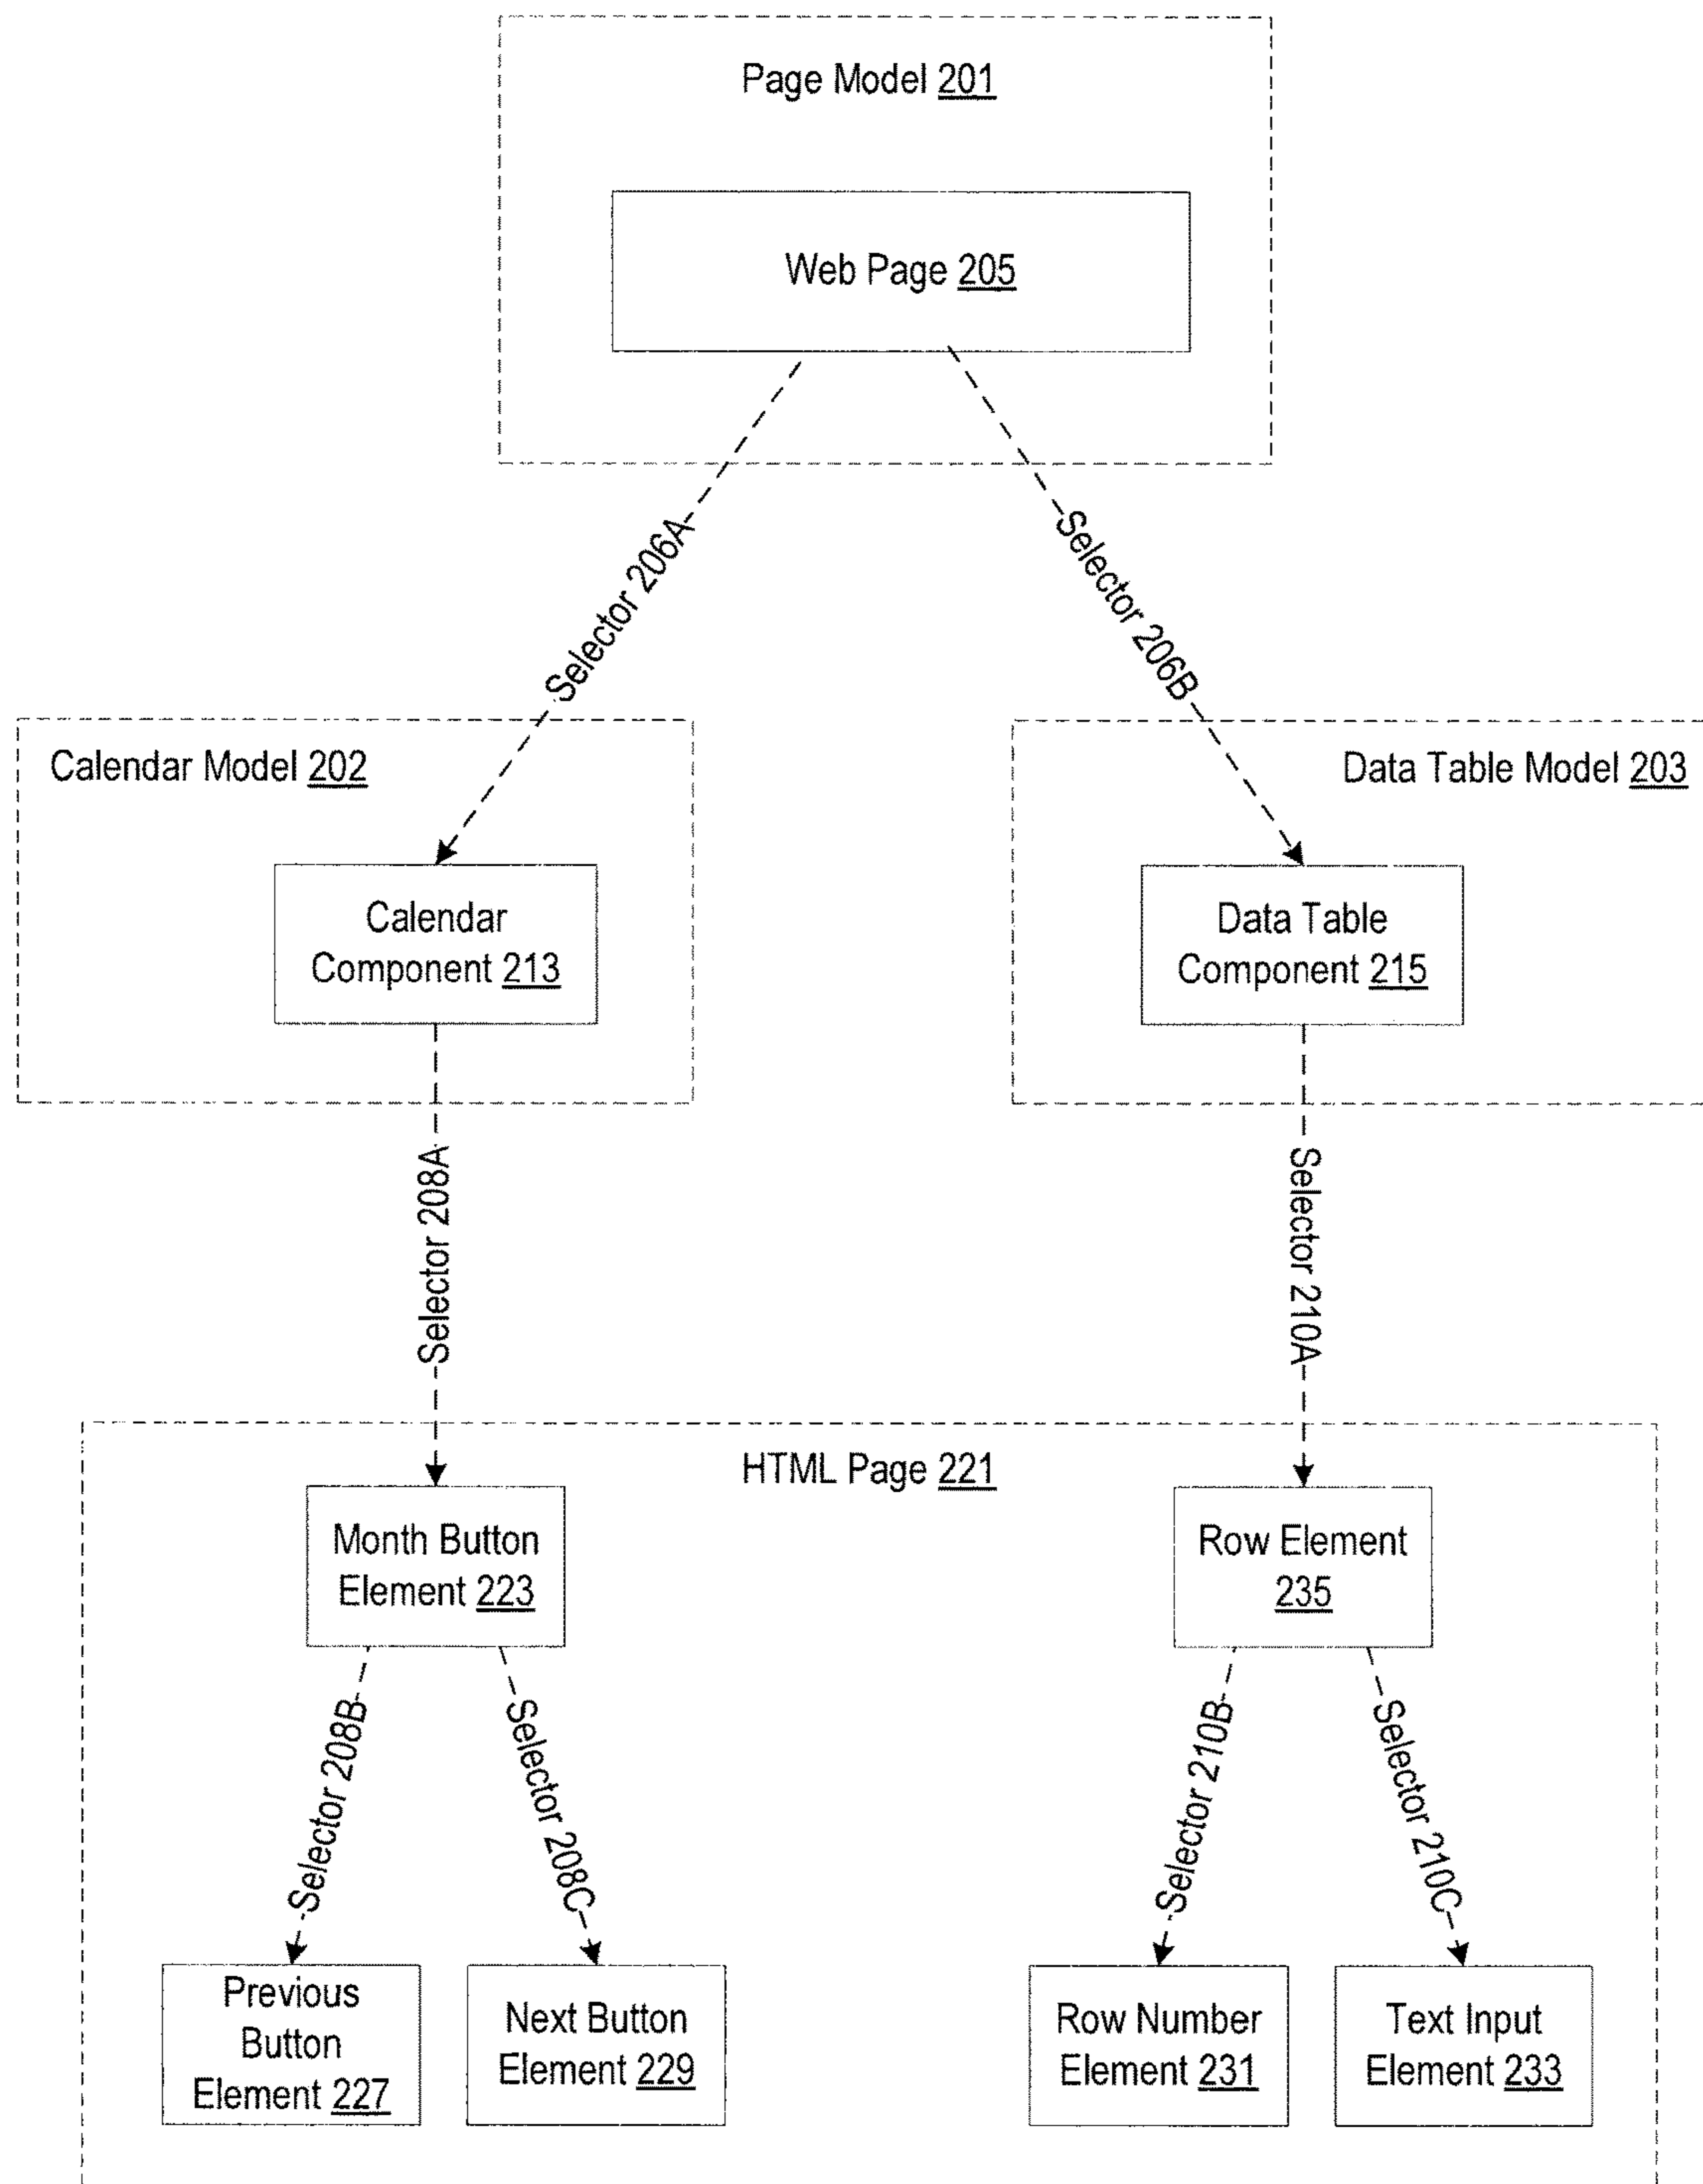 Page Model 201
Web Page 205
Selector 206A
Selector 206B
Calendar Model 202
Data Table Model 203
Calendar
Component 213
Data Table
Component 215
Selector 208A
Selector 210A
HTML Page 221
Month Button
Element 223
Row Element
235
Selector 208B
Selector 208C
Selector 210B
Selector 210C
Previous
Button
Element 227
Next Button
Element 229
Row Number
Element 231
Text Input
Element 233